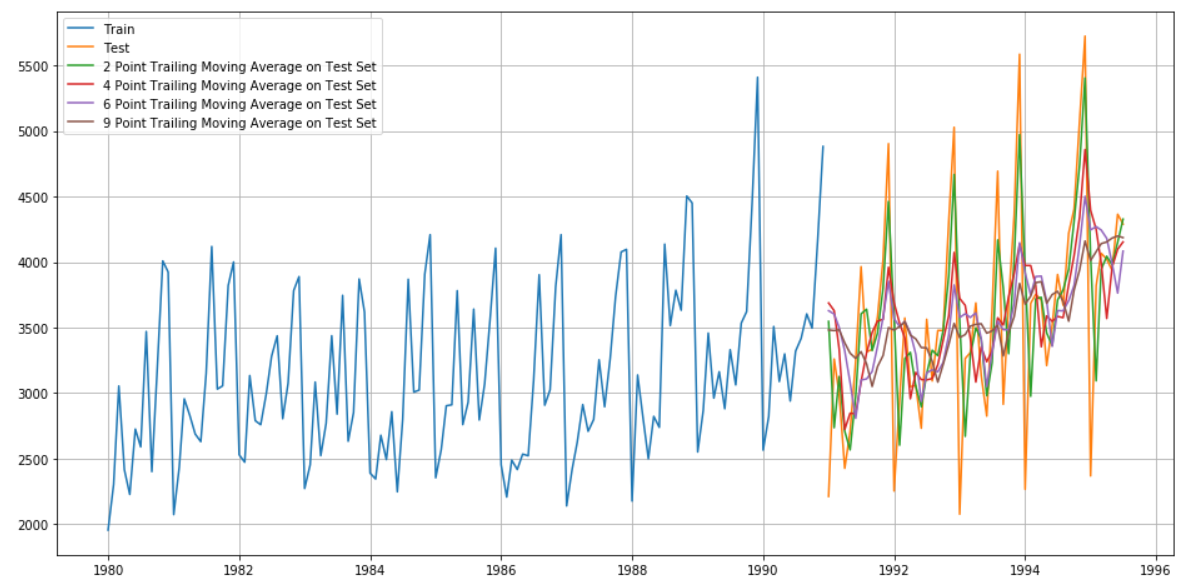 Train
Test
2 Point Trailing Moving Average on Test Set
4 Point Trailing Moving Average on Test Set
6 Point Trailing Moving Average on Test Set
9 Point Trailing Moving Average on Test Set
5500
5000
4500
4000
3500
3000
2500
2000
1980 1982 1984 1986 1988 1990 1992 1994 1996